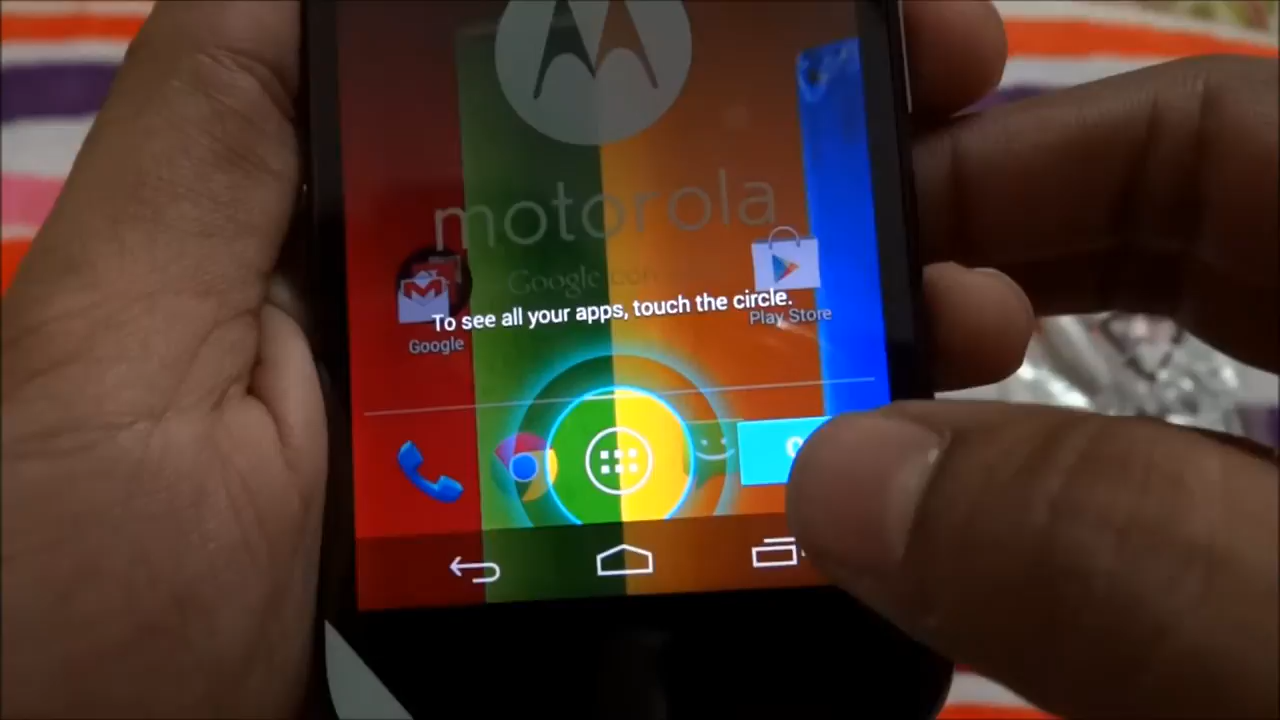 motorola
To see all your apps, touch the circle.
Google
Play Store